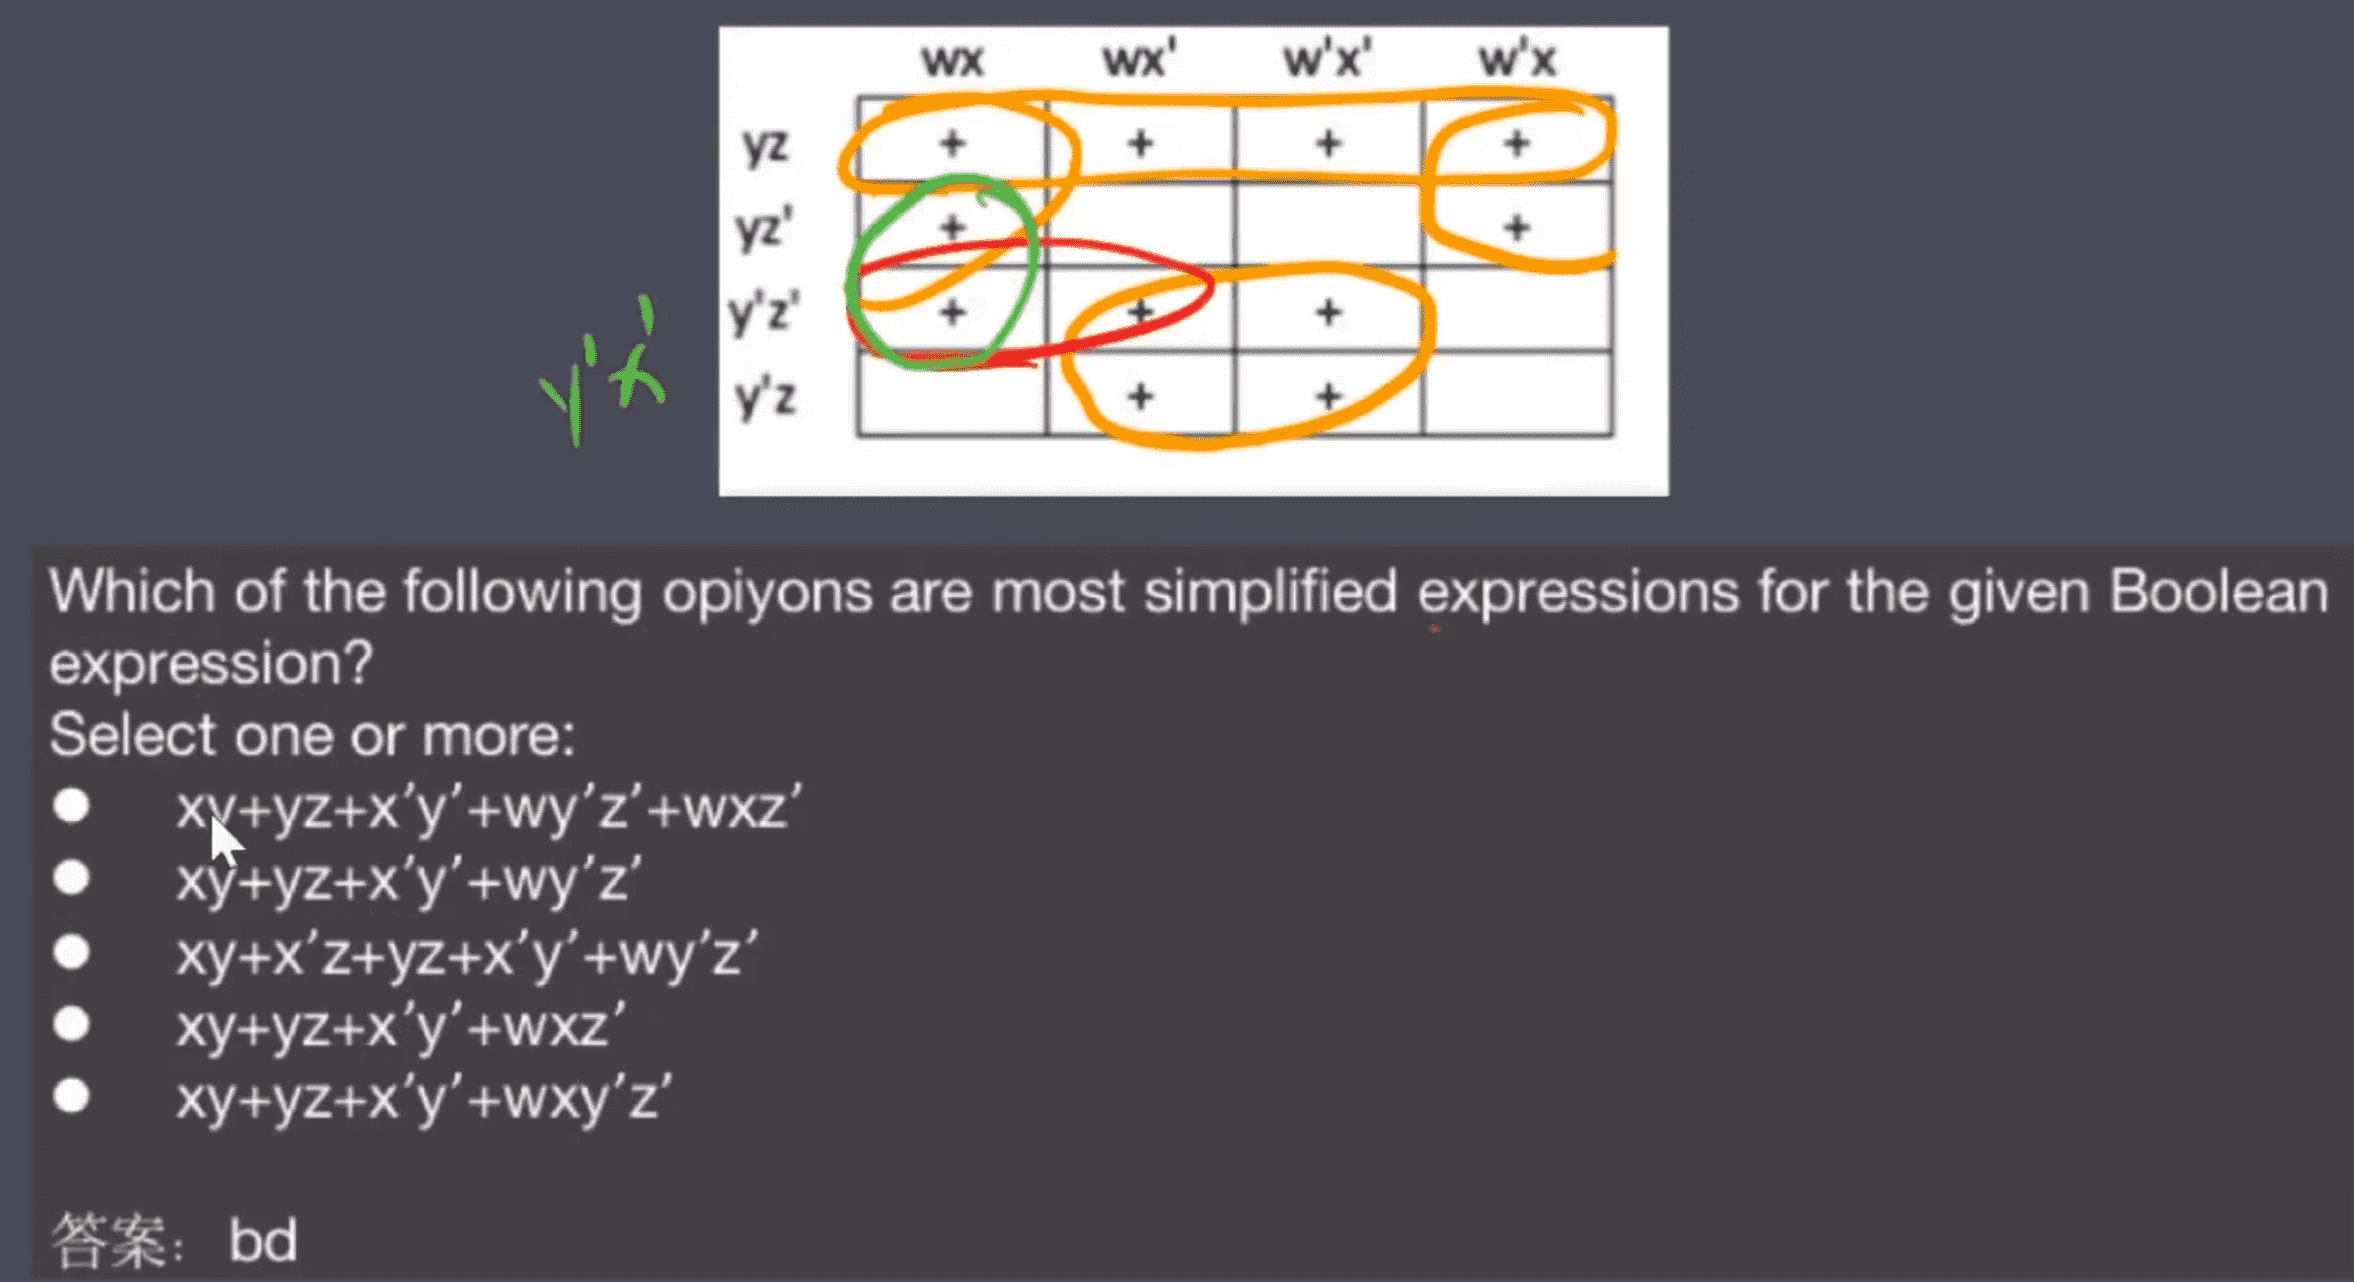 wx wx' w'x' w'x
yz + + + +
yz' + +
y'z' + + +
y'z + +
y'x'
Which of the following opiyons are most simplified expressions for the given Boolean
expression?
Select one or more:
xy+yz+x’y’+wy’z’+wxz’
xy+yz+x’y’+wy’z’
xy+x’z+yz+x’y’+wy’z’
xy+yz+x’y’+wxz’
xy+yz+x’y’+wxy’z’
答案： bd